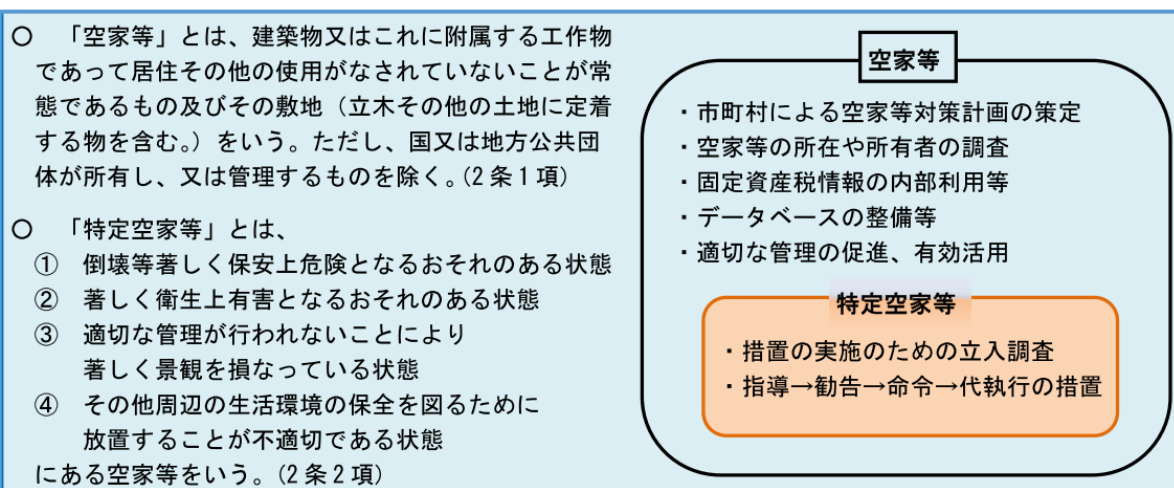 ○ 「空家等」とは、建築物又はこれに附属する工作物
であって居住その他の使用がなされていないことが常
態であるもの及びその敷地（立木その他の土地に定着
する物を含む。）をいう。ただし、国又は地方公共団
体が所有し、又は管理するものを除く。(2条1項)
○ 「特定空家等」とは、
① 倒壊等著しく保安上危険となるおそれのある状態
② 著しく衛生上有害となるおそれのある状態
③ 適切な管理が行われないことにより
著しく景観を損なっている状態
④ その他周辺の生活環境の保全を図るために
放置することが不適切である状態
にある空家等をいう。(2条2項)
空家等
・市町村による空家等対策計画の策定
・空家等の所在や所有者の調査
・固定資産税情報の内部利用等
・データベースの整備等
・適切な管理の促進、有効活用
特定空家等
・措置の実施のための立入調査
・指導→勧告→命令→代執行の措置